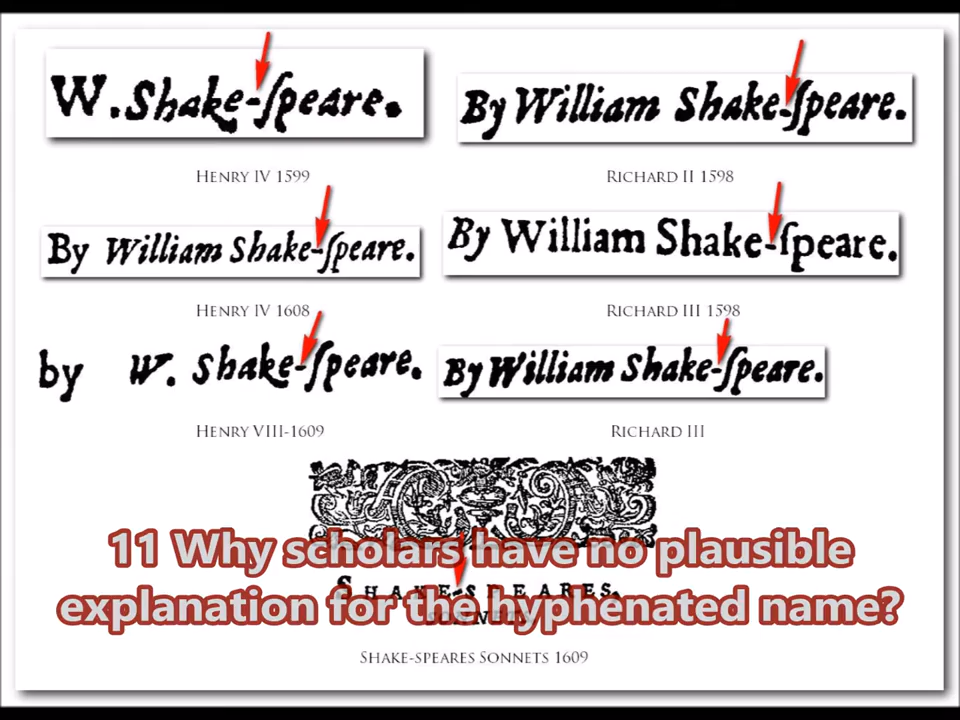 W. Shake-ſpeare.
By William Shake-ſpeare.
HENRY IV 1599
RICHARD II 1598
By William Shake-ſpeare.
By William Shake-ſpeare.
HENRY IV 1608
RICHARD III 1598
by W. Shake-ſpeare.
By William Shake-ſpeare.
HENRY VIII-1609
RICHARD III
11 Why scholars have no plausible
SHAKE-SPEARES.
explanation for the hyphenated name?
SHAKE-SPEARES SONNETS 1609